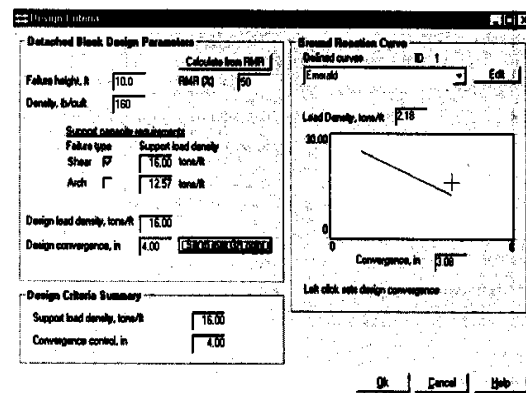 Design Criteria
Detached Block Design Parameters
Calculate from RMR
Failure height, ft 10.0 RMR (%) 50
Density, lb/cuft 160
Support capacity requirements
Failure type Support load density
Shear 16.00 tons/ft
Arch 12.57 tons/ft
Design load density, tons/ft 16.00
Design convergence, in 4.00
Design Criteria Summary
Support load density, tons/ft 16.00
Convergence control, in 4.00
Ground Reaction Curve
Defined curves ID: 1
Emerald Edit
Load Density, tons/ft 2.18
30.00
0
0 6
Convergence, in 3.08
Left click sets design convergence
Ok Cancel Help